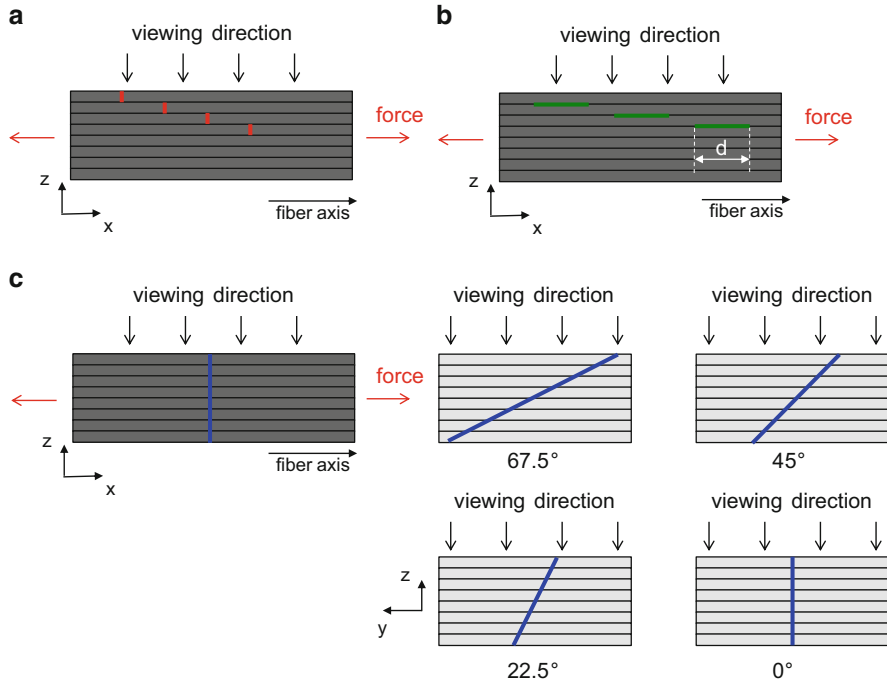 a
viewing direction
force
z
x
fiber axis
b
viewing direction
force
d
z
x
fiber axis
c
viewing direction
force
z
x
fiber axis
viewing direction
67.5°
viewing direction
45°
viewing direction
z
y
22.5°
viewing direction
0°